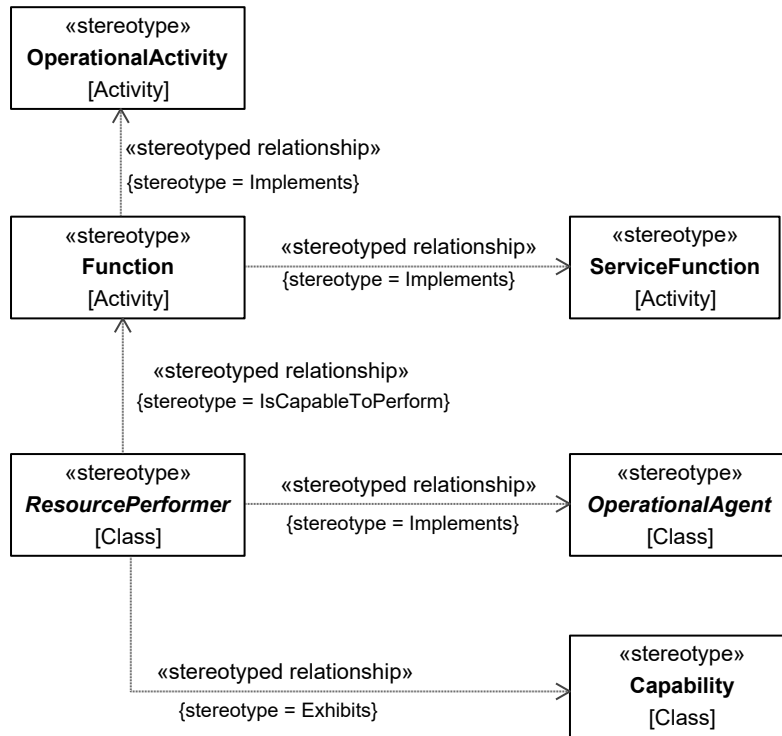 «stereotype»
OperationalActivity
[Activity]
«stereotyped relationship»
{stereotype = Implements}
«stereotype»
Function
[Activity]
«stereotyped relationship»
{stereotype = Implements}
«stereotype»
ServiceFunction
[Activity]
«stereotyped relationship»
{stereotype = IsCapableToPerform}
«stereotype»
ResourcePerformer
[Class]
«stereotyped relationship»
{stereotype = Implements}
«stereotype»
OperationalAgent
[Class]
«stereotyped relationship»
{stereotype = Exhibits}
«stereotype»
Capability
[Class]